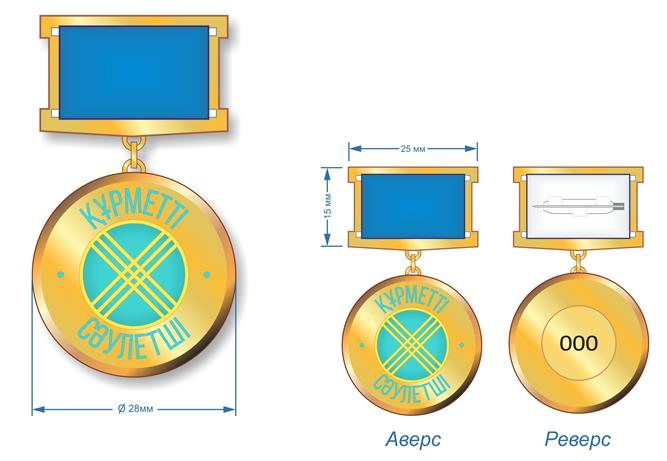 ҚҰРМЕТТІ
СӘУЛЕТШІ
Ø 28мм
25 мм
15 мм
ҚҰРМЕТТІ
СӘУЛЕТШІ
000
Аверс
Реверс